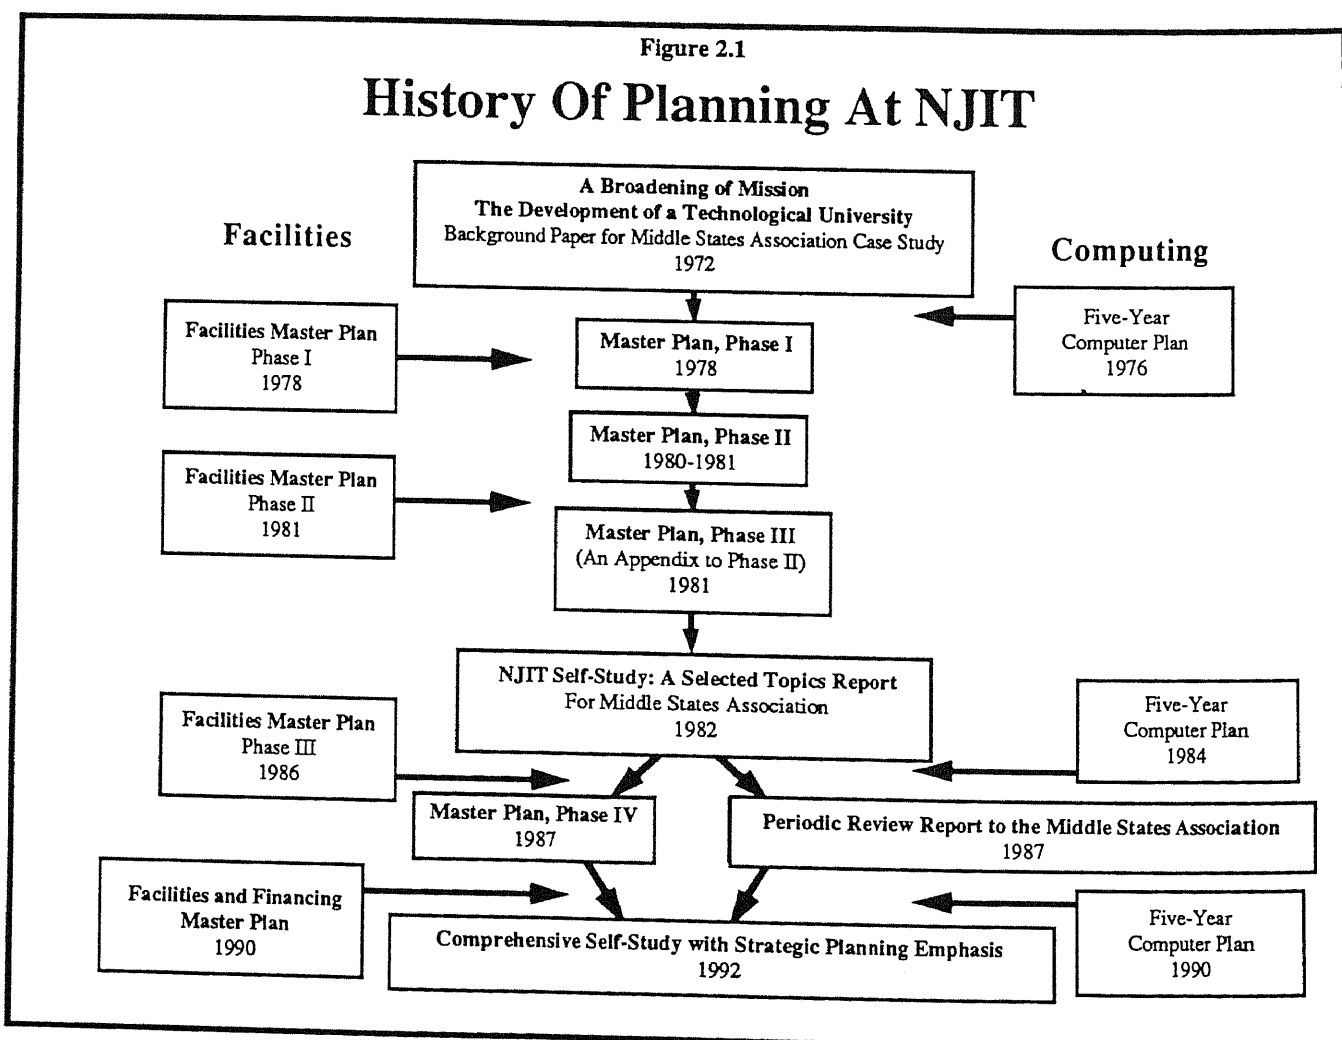 Figure 2.1
History Of Planning At NJIT
A Broadening of Mission
The Development of a Technological University
Background Paper for Middle States Association Case Study
1972
Facilities
Computing
Facilities Master Plan
Phase I
1978
Master Plan, Phase I
1978
Five-Year
Computer Plan
1976
Master Plan, Phase II
1980-1981
Facilities Master Plan
Phase II
1981
Master Plan, Phase III
(An Appendix to Phase II)
1981
NJIT Self-Study: A Selected Topics Report
For Middle States Association
1982
Facilities Master Plan
Phase III
1986
Five-Year
Computer Plan
1984
Master Plan, Phase IV
1987
Periodic Review Report to the Middle States Association
1987
Facilities and Financing
Master Plan
1990
Comprehensive Self-Study with Strategic Planning Emphasis
1992
Five-Year
Computer Plan
1990